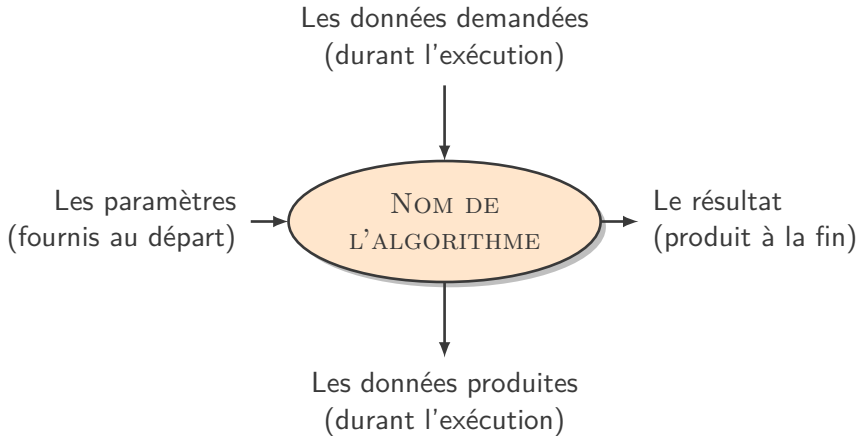 Les données demandées
(durant l'exécution)
Les paramètres
(fournis au départ)
NOM DE
L'ALGORITHME
Le résultat
(produit à la fin)
Les données produites
(durant l'exécution)